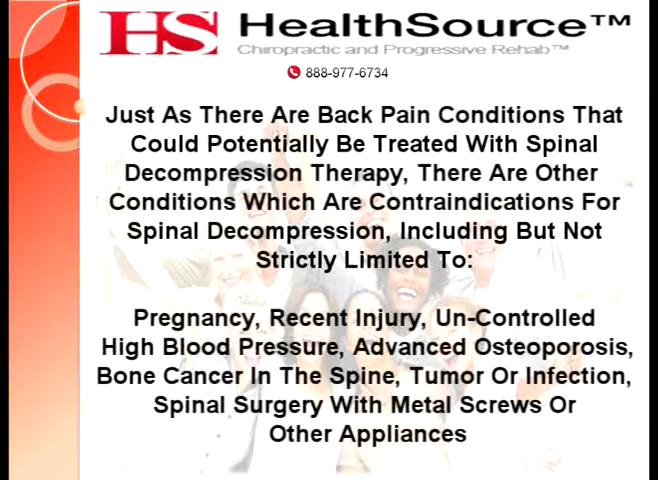 HS HealthSource™
Chiropractic and Progressive Rehab™
888-977-6734
Just As There Are Back Pain Conditions That
Could Potentially Be Treated With Spinal
Decompression Therapy, There Are Other
Conditions Which Are Contraindications For
Spinal Decompression, Including But Not
Strictly Limited To:
Pregnancy, Recent Injury, Un-Controlled
High Blood Pressure, Advanced Osteoporosis,
Bone Cancer In The Spine, Tumor Or Infection,
Spinal Surgery With Metal Screws Or
Other Appliances